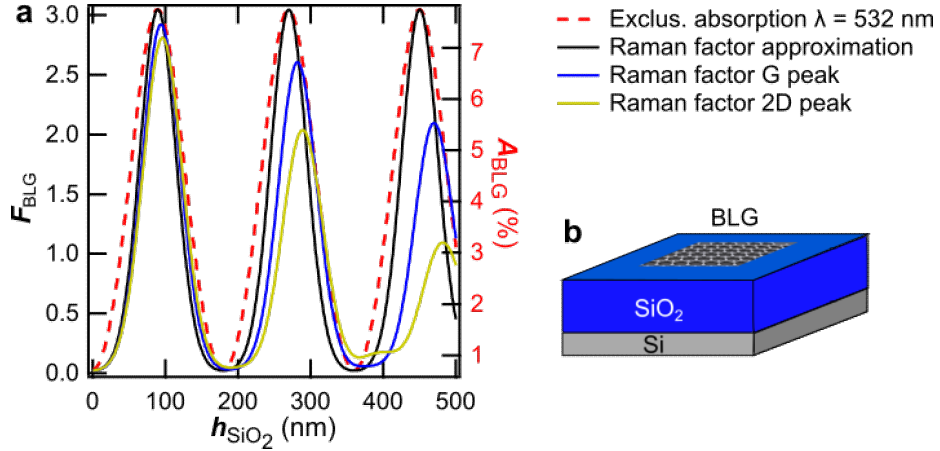 a
3.0
2.5
2.0
1.5
1.0
0.5
0.0
F_BLG
7
6
5
4
3
2
1
A_BLG (%)
0 100 200 300 400 500
h_SiO₂ (nm)
Exclus. absorption λ = 532 nm
Raman factor approximation
Raman factor G peak
Raman factor 2D peak
b
BLG
SiO₂
Si